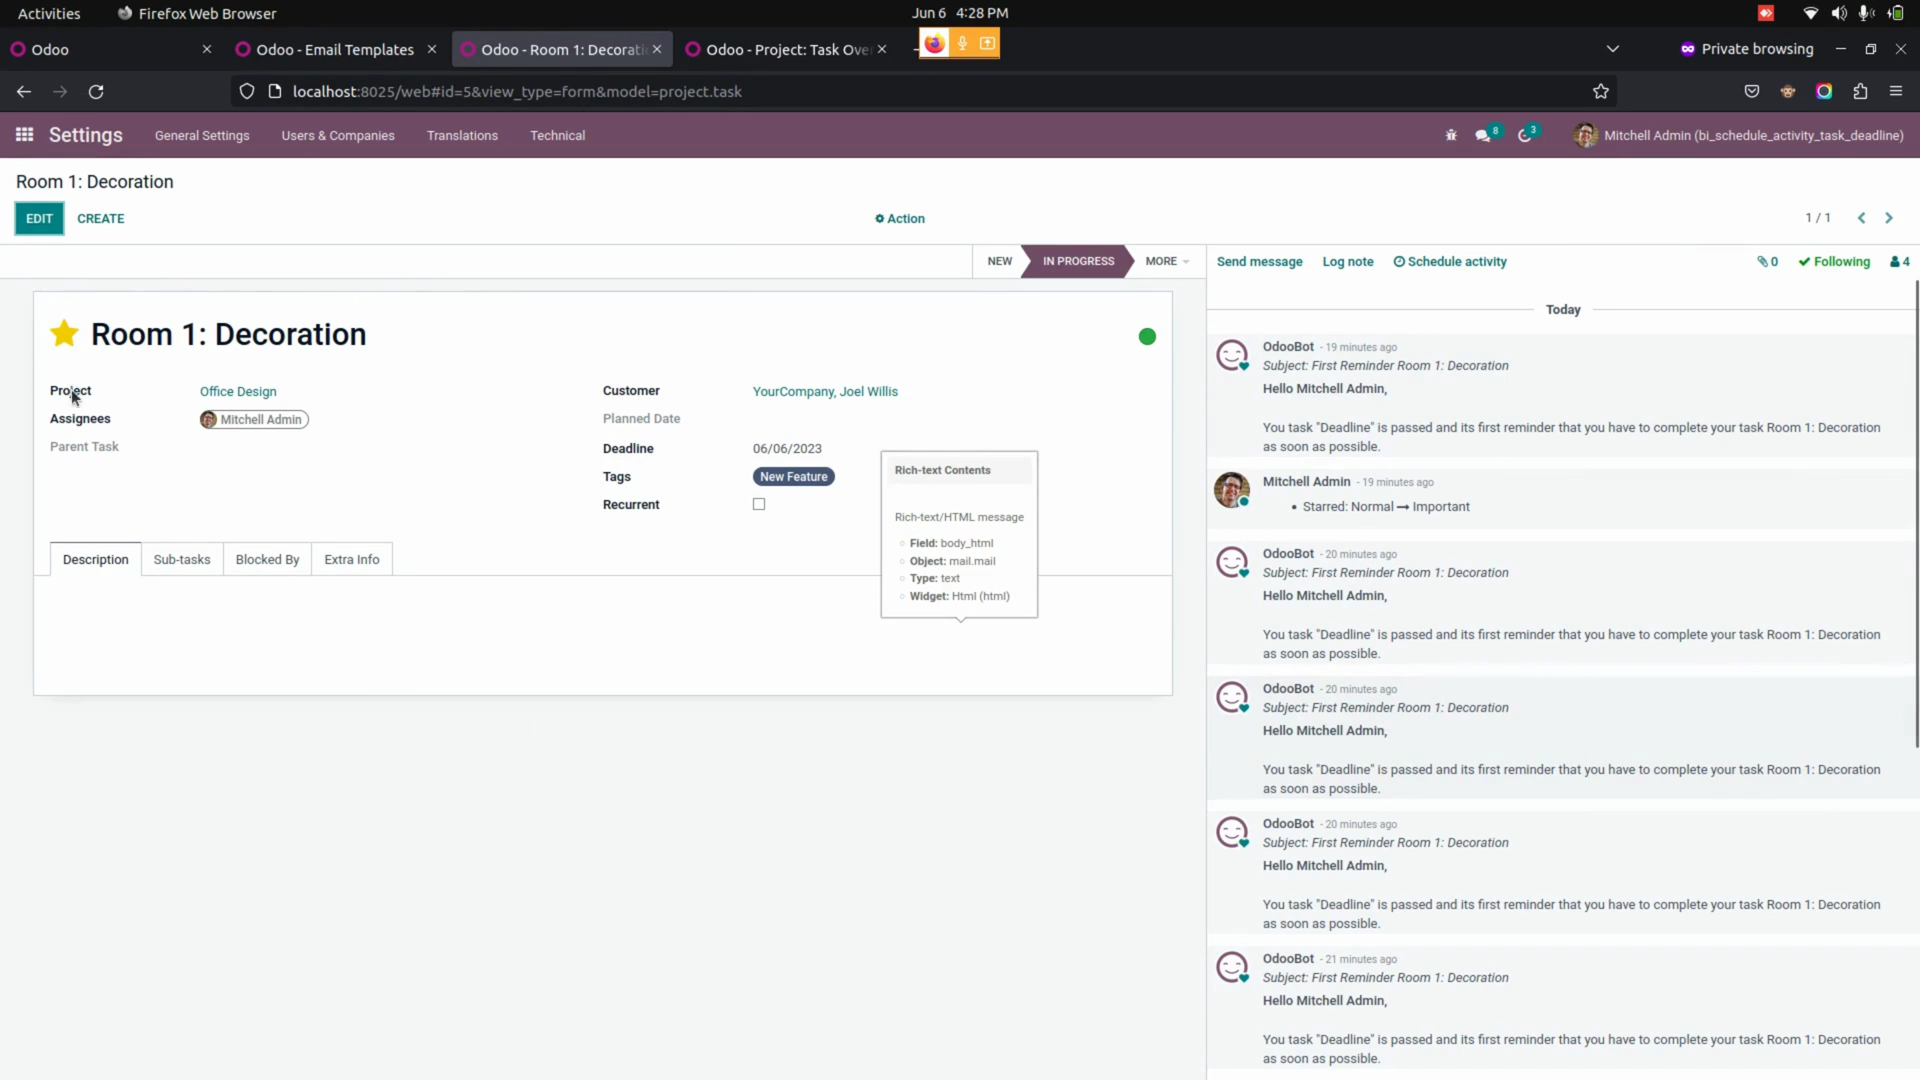 Activities
Firefox Web Browser
Jun 6 4:28 PM
Odoo
Odoo - Email Templates
Odoo - Room 1: Decorati
Odoo - Project: Task Over
Private browsing
localhost:8025/web#id=5&view_type=form&model=project.task
Settings
General Settings
Users & Companies
Translations
Technical
8
3
Mitchell Admin (bi_schedule_activity_task_deadline)
Room 1: Decoration
EDIT
CREATE
Action
1 / 1
NEW
IN PROGRESS
MORE
Send message
Log note
Schedule activity
0
Following
4
Room 1: Decoration
Project
Office Design
Assignees
Mitchell Admin
Parent Task
Customer
YourCompany, Joel Willis
Planned Date
Deadline
06/06/2023
Tags
New Feature
Recurrent
Description
Sub-tasks
Blocked By
Extra Info
Rich-text Contents
Rich-text/HTML message
Field: body_html
Object: mail.mail
Type: text
Widget: Html (html)
Today
OdooBot - 19 minutes ago
Subject: First Reminder Room 1: Decoration
Hello Mitchell Admin,
You task "Deadline" is passed and its first reminder that you have to complete your task Room 1: Decoration
as soon as possible.
Mitchell Admin - 19 minutes ago
• Starred: Normal → Important
OdooBot - 20 minutes ago
Subject: First Reminder Room 1: Decoration
Hello Mitchell Admin,
You task "Deadline" is passed and its first reminder that you have to complete your task Room 1: Decoration
as soon as possible.
OdooBot - 20 minutes ago
Subject: First Reminder Room 1: Decoration
Hello Mitchell Admin,
You task "Deadline" is passed and its first reminder that you have to complete your task Room 1: Decoration
as soon as possible.
OdooBot - 20 minutes ago
Subject: First Reminder Room 1: Decoration
Hello Mitchell Admin,
You task "Deadline" is passed and its first reminder that you have to complete your task Room 1: Decoration
as soon as possible.
OdooBot - 21 minutes ago
Subject: First Reminder Room 1: Decoration
Hello Mitchell Admin,
You task "Deadline" is passed and its first reminder that you have to complete your task Room 1: Decoration
as soon as possible.